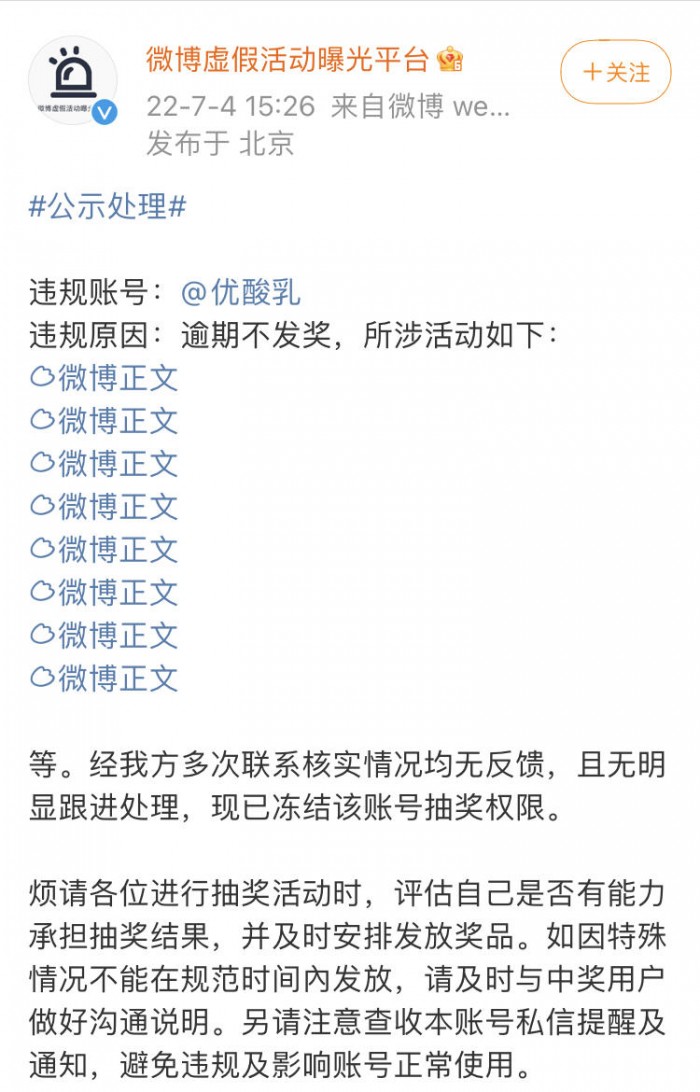 微博虚假活动曝光平台
+关注
22-7-4 15:26 来自微博 we...
发布于 北京
#公示处理#
违规账号：@优酸乳
违规原因：逾期不发奖，所涉活动如下：
微博正文
微博正文
微博正文
微博正文
微博正文
微博正文
微博正文
微博正文
等。经我方多次联系核实情况均无反馈，且无明
显跟进处理，现已冻结该账号抽奖权限。
烦请各位进行抽奖活动时，评估自己是否有能力
承担抽奖结果，并及时安排发放奖品。如因特殊
情况不能在规范时间内发放，请及时与中奖用户
做好沟通说明。另请注意查收本账号私信提醒及
通知，避免违规及影响账号正常使用。